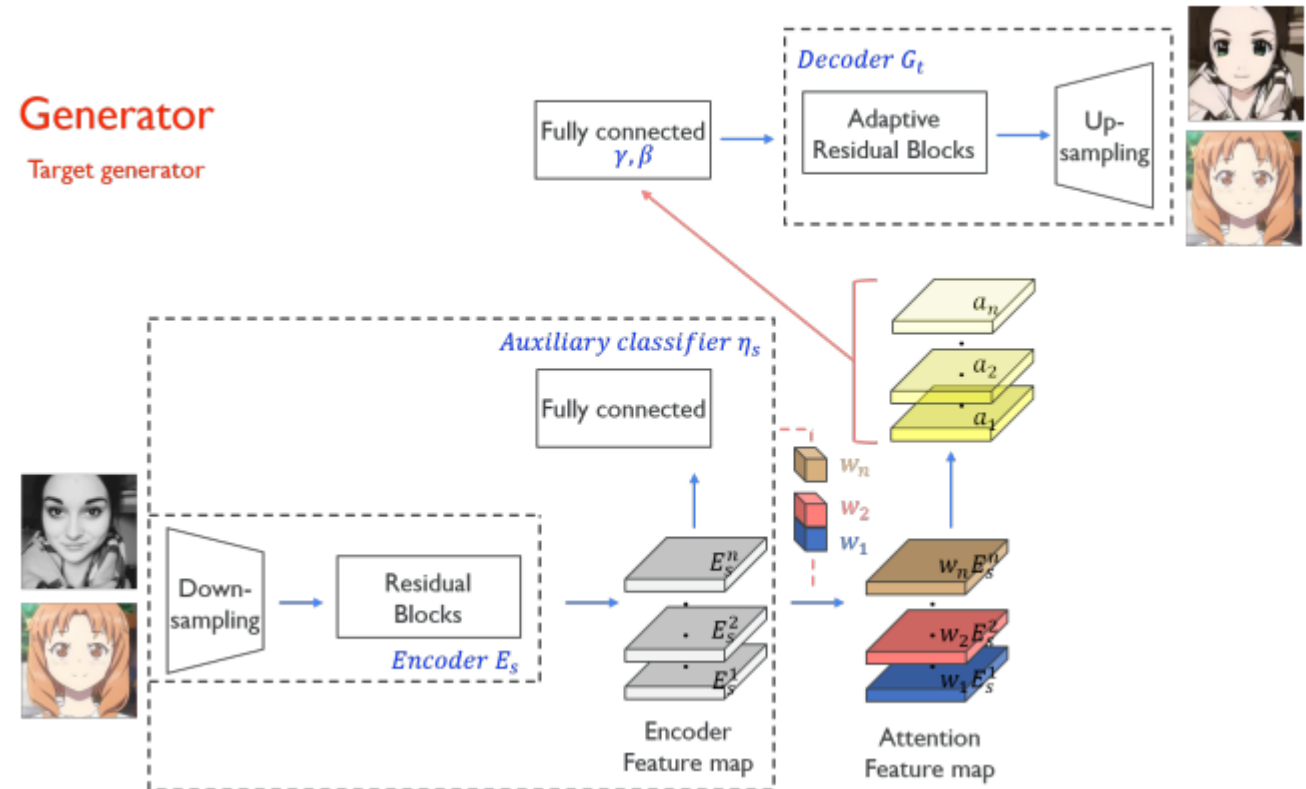 Generator
Target generator
Decoder G_t
Fully connected
γ, β
Adaptive
Residual Blocks
Up-
sampling
a_n
a_2
a_1
Auxiliary classifier η_s
Fully connected
w_n
w_2
w_1
Down-
sampling
Residual
Blocks
Encoder E_s
E_s^n
E_s^2
E_s^1
w_n E_s^n
w_2 E_s^2
w_1 E_s^1
Encoder
Feature map
Attention
Feature map